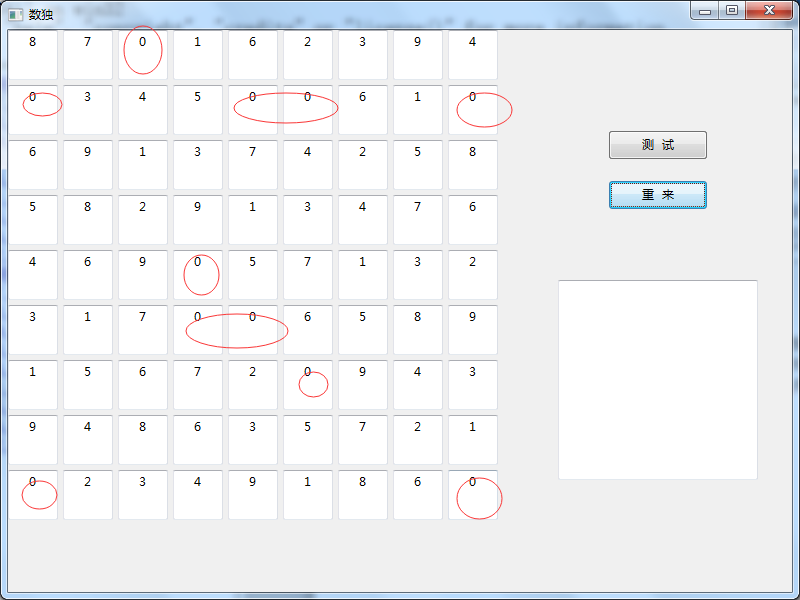 数独
8 7 0 1 6 2 3 9 4
0 3 4 5 0 0 6 1 0
6 9 1 3 7 4 2 5 8
5 8 2 9 1 3 4 7 6
4 6 9 0 5 7 1 3 2
3 1 7 0 0 6 5 8 9
1 5 6 7 2 0 9 4 3
9 4 8 6 3 5 7 2 1
0 2 3 4 9 1 8 6 0
测 试
重 来